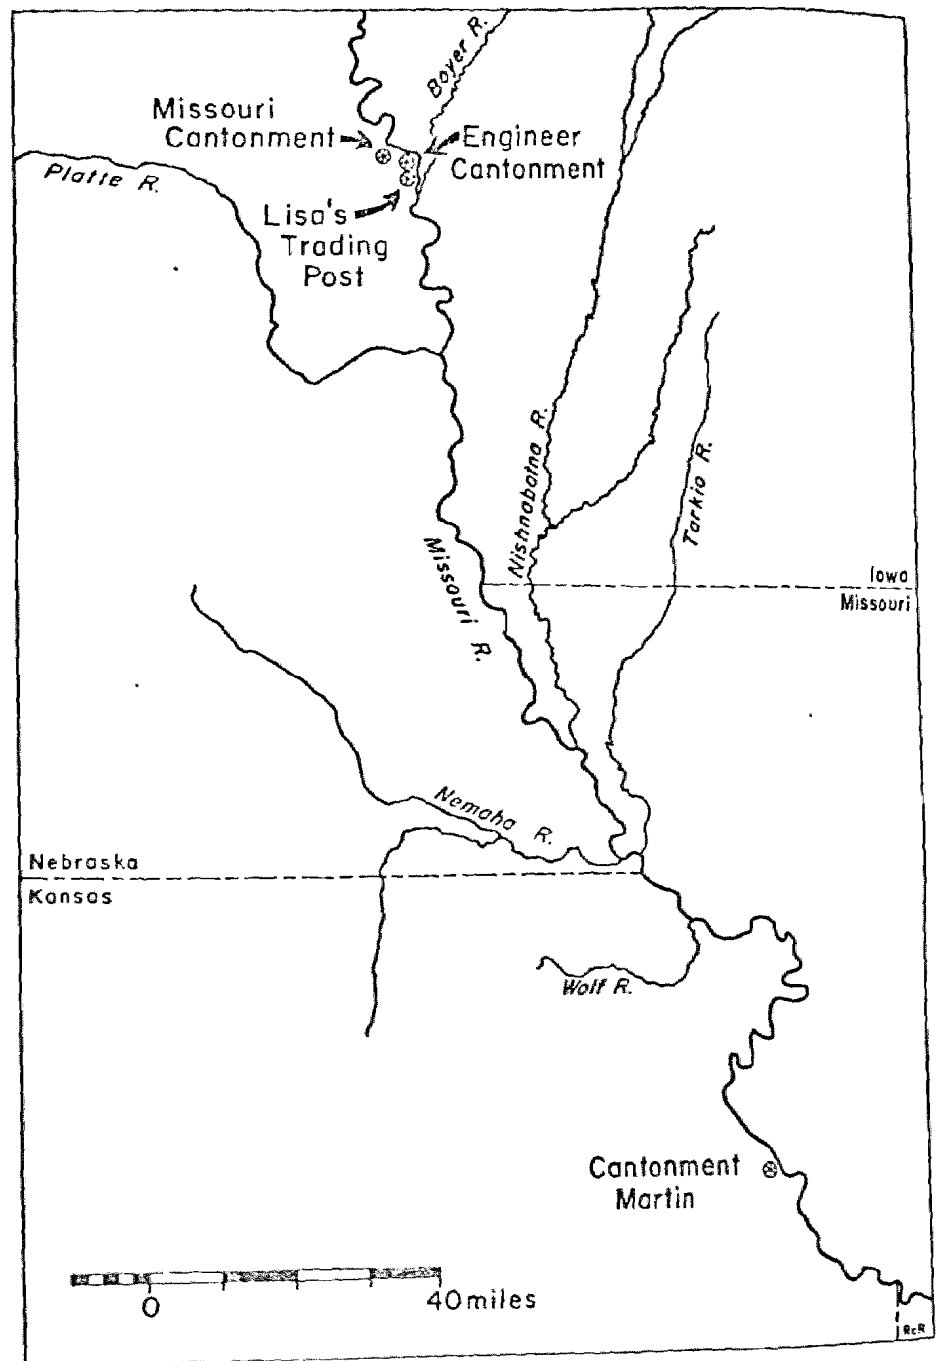 Boyer R.
Missouri
Cantonment
Engineer
Cantonment
Platte R.
Lisa's
Trading
Post
Nishnabotna R.
Tarkio R.
Missouri R.
Iowa
Missouri
Nemaha R.
Nebraska
Kansas
Wolf R.
Cantonment
Martin
0
40 miles
RcR